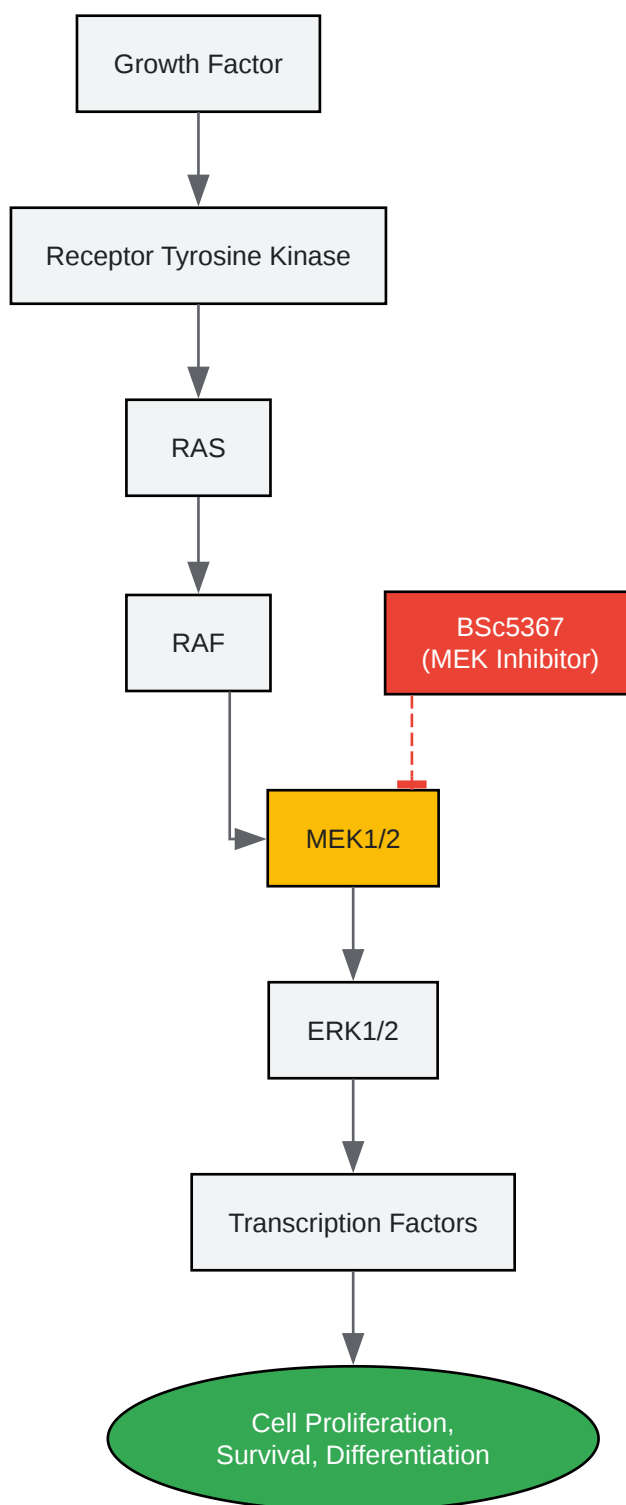 Growth Factor
Receptor Tyrosine Kinase
RAS
RAF
BSc5367
(MEK Inhibitor)
MEK1/2
ERK1/2
Transcription Factors
Cell Proliferation,
Survival, Differentiation